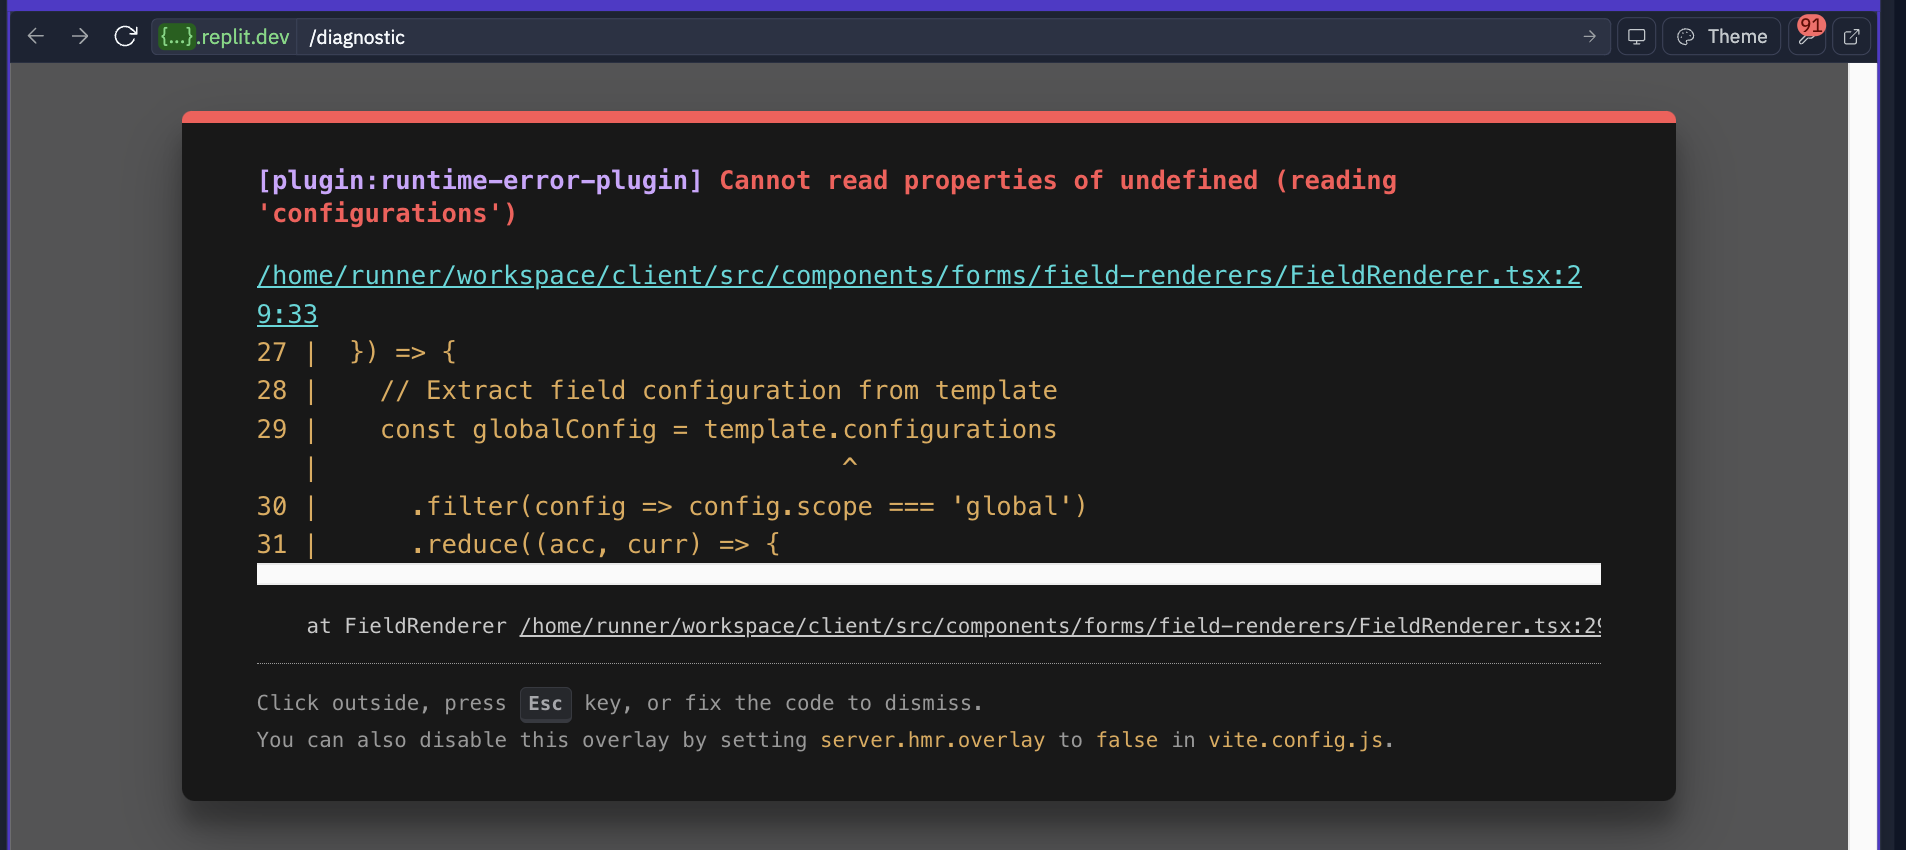 {...}.replit.dev /diagnostic Theme 91
[plugin:runtime-error-plugin] Cannot read properties of undefined (reading
'configurations')
/home/runner/workspace/client/src/components/forms/field-renderers/FieldRenderer.tsx:2
9:33
27 |  }) => {
28 |    // Extract field configuration from template
29 |    const globalConfig = template.configurations
   |                                  ^
30 |      .filter(config => config.scope === 'global')
31 |      .reduce((acc, curr) => {
at FieldRenderer /home/runner/workspace/client/src/components/forms/field-renderers/FieldRenderer.tsx:29
Click outside, press Esc key, or fix the code to dismiss.
You can also disable this overlay by setting server.hmr.overlay to false in vite.config.js.